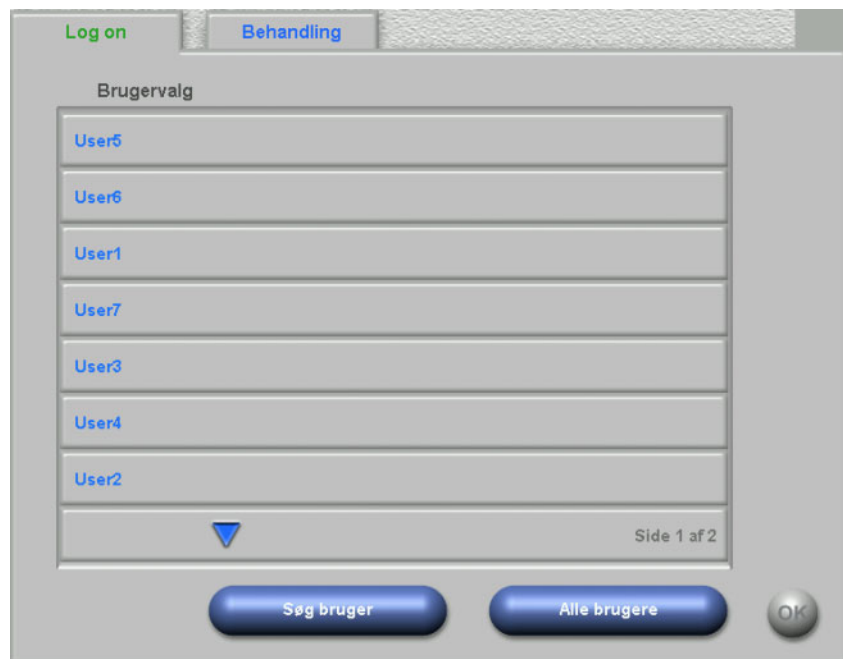 Log on
Behandling
Brugervalg
User5
User6
User1
User7
User3
User4
User2
Side 1 af 2
Søg bruger
Alle brugere
OK